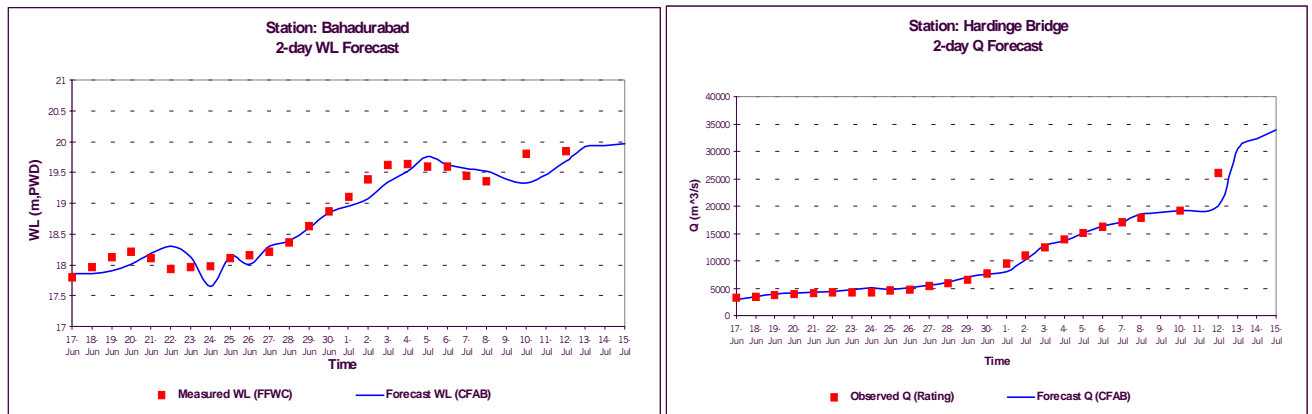 Station: Bahadurabad
2-day WL Forecast
WL (m,PWD)
21
20.5
20
19.5
19
18.5
18
17.5
17
17- 18- 19- 20- 21- 22- 23- 24- 25- 26- 27- 28- 29- 30- 1- 2- 3- 4- 5- 6- 7- 8- 9- 10- 11- 12- 13- 14- 15-
Jun Jun Jun Jun Jun Jun Jun Jun Jun Jun Jun Jun Jun Jun Jul Jul Jul Jul Jul Jul Jul Jul Jul Jul Jul Jul Jul Jul Jul
Time
Measured WL (FFWC) Forecast WL (CFAB)
Station: Hardinge Bridge
2-day Q Forecast
Q (m^3/s)
40000
35000
30000
25000
20000
15000
10000
5000
0
17- 18- 19- 20- 21- 22- 23- 24- 25- 26- 27- 28- 29- 30- 1- 2- 3- 4- 5- 6- 7- 8- 9- 10- 11- 12- 13- 14- 15-
Jun Jun Jun Jun Jun Jun Jun Jun Jun Jun Jun Jun Jun Jun Jul Jul Jul Jul Jul Jul Jul Jul Jul Jul Jul Jul Jul Jul Jul
Time
Observed Q (Rating) Forecast Q (CFAB)